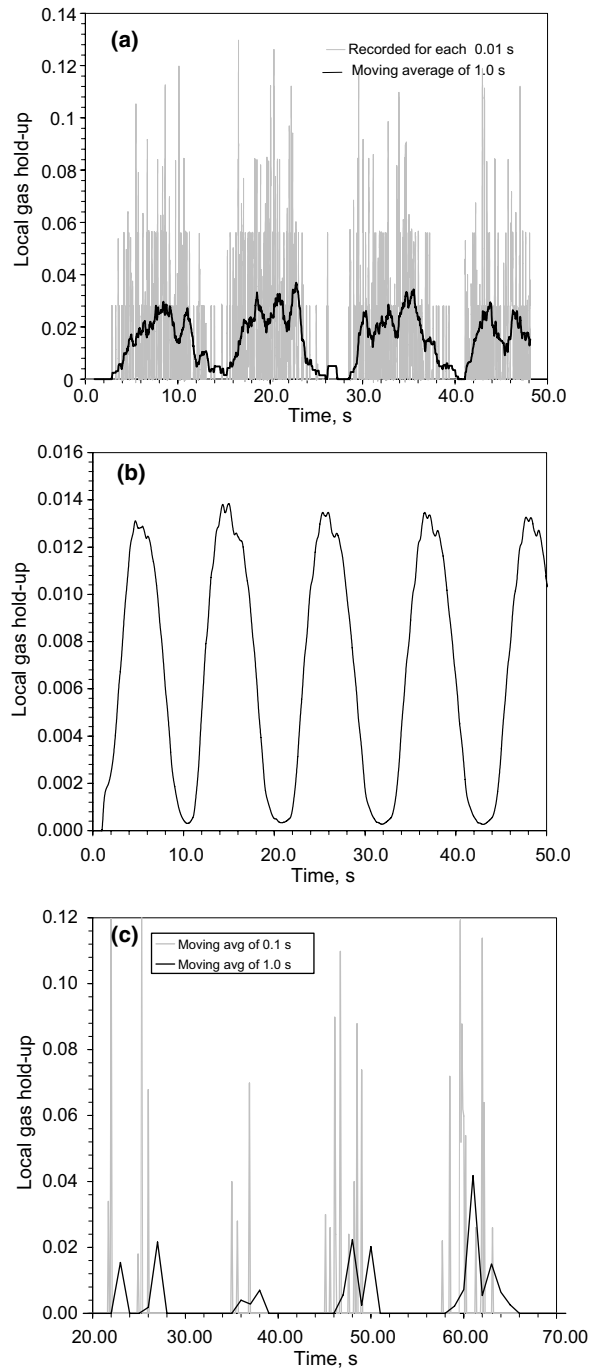 (a)
Recorded for each 0.01 s
Moving average of 1.0 s
Local gas hold-up
0.14
0.12
0.1
0.08
0.06
0.04
0.02
0
0.0 10.0 20.0 30.0 40.0 50.0
Time, s
(b)
Local gas hold-up
0.016
0.014
0.012
0.010
0.008
0.006
0.004
0.002
0.000
0.0 10.0 20.0 30.0 40.0 50.0
Time, s
(c)
Moving avg of 0.1 s
Moving avg of 1.0 s
Local gas hold-up
0.12
0.10
0.08
0.06
0.04
0.02
0.00
20.00 30.00 40.00 50.00 60.00 70.00
Time, s